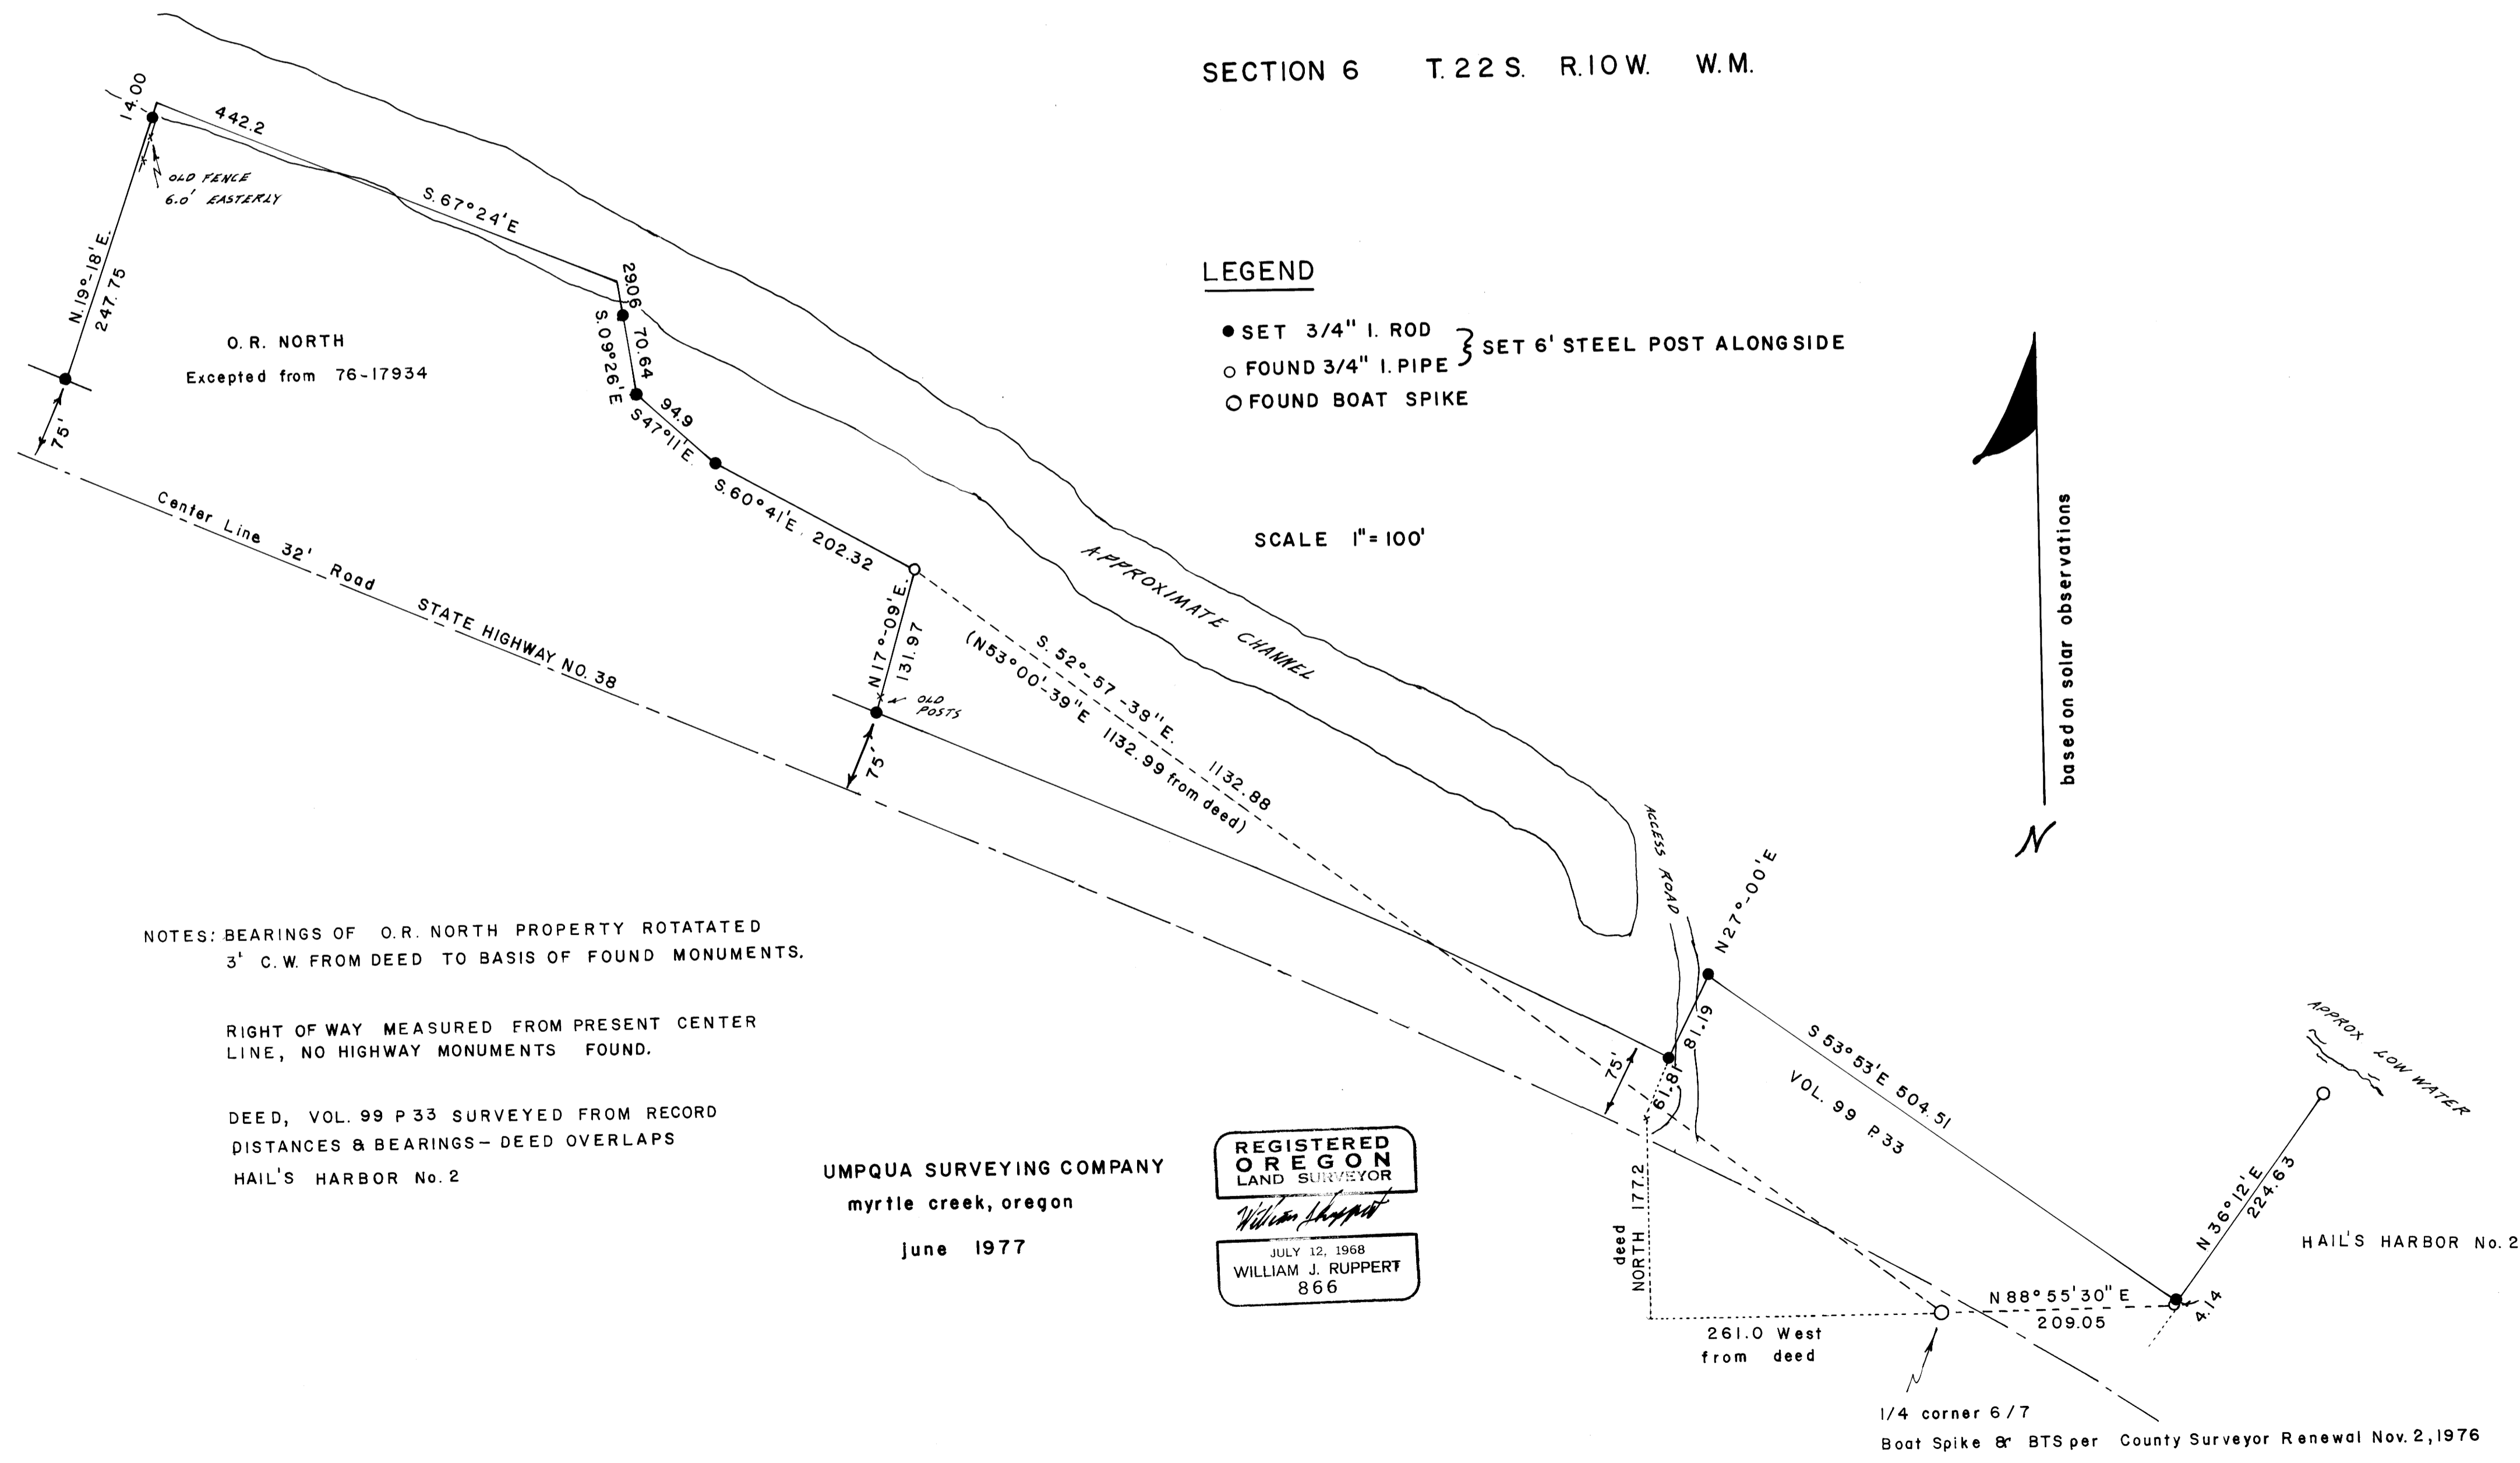 SECTION 6 T. 22 S. R. 10 W. W.M.
14.00
442.2
OLD FENCE
6.0' EASTERLY
S. 67° 24' E
N. 19°-18' E.
247.75
29.06
S. 09° 26' E
70.64
O. R. NORTH
Excepted from 76-17934
94.9
S47° 11' E.
75'
S. 60° 41' E. 202.32
Center Line 32' Road STATE HIGHWAY NO. 38
N 17°-09' E.
131.97
OLD
POSTS
75'
LEGEND
SET 3/4" I. ROD
FOUND 3/4" I. PIPE
SET 6' STEEL POST ALONGSIDE
FOUND BOAT SPIKE
SCALE 1" = 100'
APPROXIMATE CHANNEL
S. 52°-57-38" E. 1132.88
(N53°00'-39"E 1132.99 from deed)
based on solar observations
N
ACCESS ROAD
N 27°-00' E
81.19
61.81
75'
S 53° 53' E 504.51
VOL. 99 P. 33
APPROX LOW WATER
N 36° 12' E
224.63
HAIL'S HARBOR No. 2
N 88° 55' 30" E
209.05
4.14
deed
NORTH 177.2
261.0 West
from deed
1/4 corner 6/7
Boat Spike & BTS per County Surveyor Renewal Nov. 2, 1976
NOTES: BEARINGS OF O.R. NORTH PROPERTY ROTATATED
3' C.W. FROM DEED TO BASIS OF FOUND MONUMENTS.
RIGHT OF WAY MEASURED FROM PRESENT CENTER
LINE, NO HIGHWAY MONUMENTS FOUND.
DEED, VOL. 99 P 33 SURVEYED FROM RECORD
DISTANCES & BEARINGS - DEED OVERLAPS
HAIL'S HARBOR No. 2
UMPQUA SURVEYING COMPANY
myrtle creek, oregon
june 1977
REGISTERED
OREGON
LAND SURVEYOR
William J Ruppert
JULY 12, 1968
WILLIAM J. RUPPERT
866